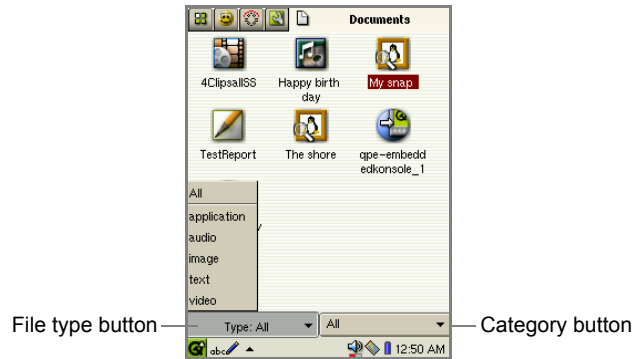 Documents
4ClipsallSS
Happy birth
day
My snap
TestReport
The shore
qpe-embedd
edkonsole_1
All
application
audio
image
text
video
y
File type button
Type: All
All
Category button
abc
12:50 AM